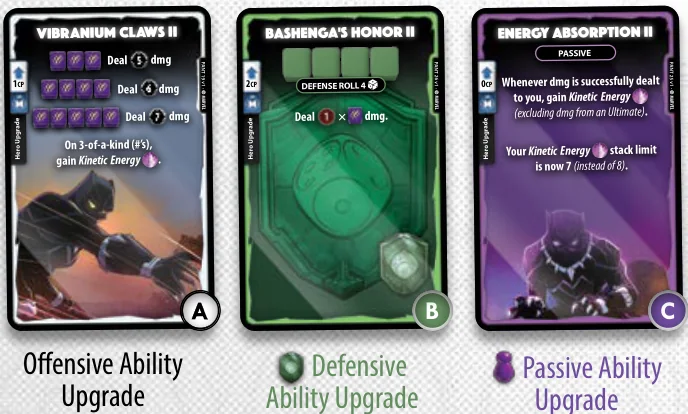 VIBRANIUM CLAWS II
1CP
Hero Upgrade
Deal 5 dmg
Deal 6 dmg
Deal 7 dmg
On 3-of-a-kind (#'s),
gain Kinetic Energy.
A
Offensive Ability
Upgrade
BASHENGA'S HONOR II
2CP
Hero Upgrade
DEFENSE ROLL 4
Deal 1 × dmg.
B
Defensive
Ability Upgrade
ENERGY ABSORPTION II
PASSIVE
0CP
Hero Upgrade
Whenever dmg is successfully dealt
to you, gain Kinetic Energy
(excluding dmg from an Ultimate).
Your Kinetic Energy stack limit
is now 7 (instead of 8).
C
Passive Ability
Upgrade